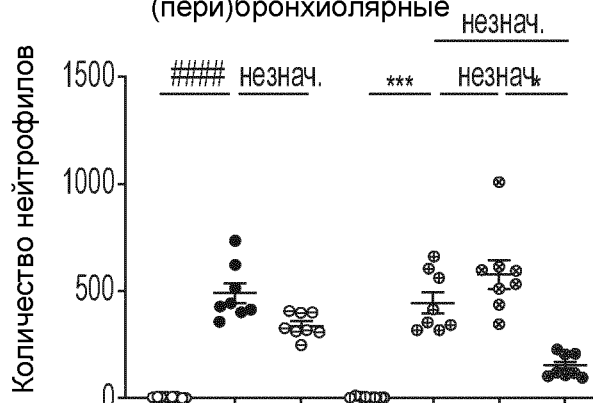 (пери)бронхиолярные
незнач.
#### незнач. *** незнач. *
Количество нейтрофилов
1500
1000
500
0